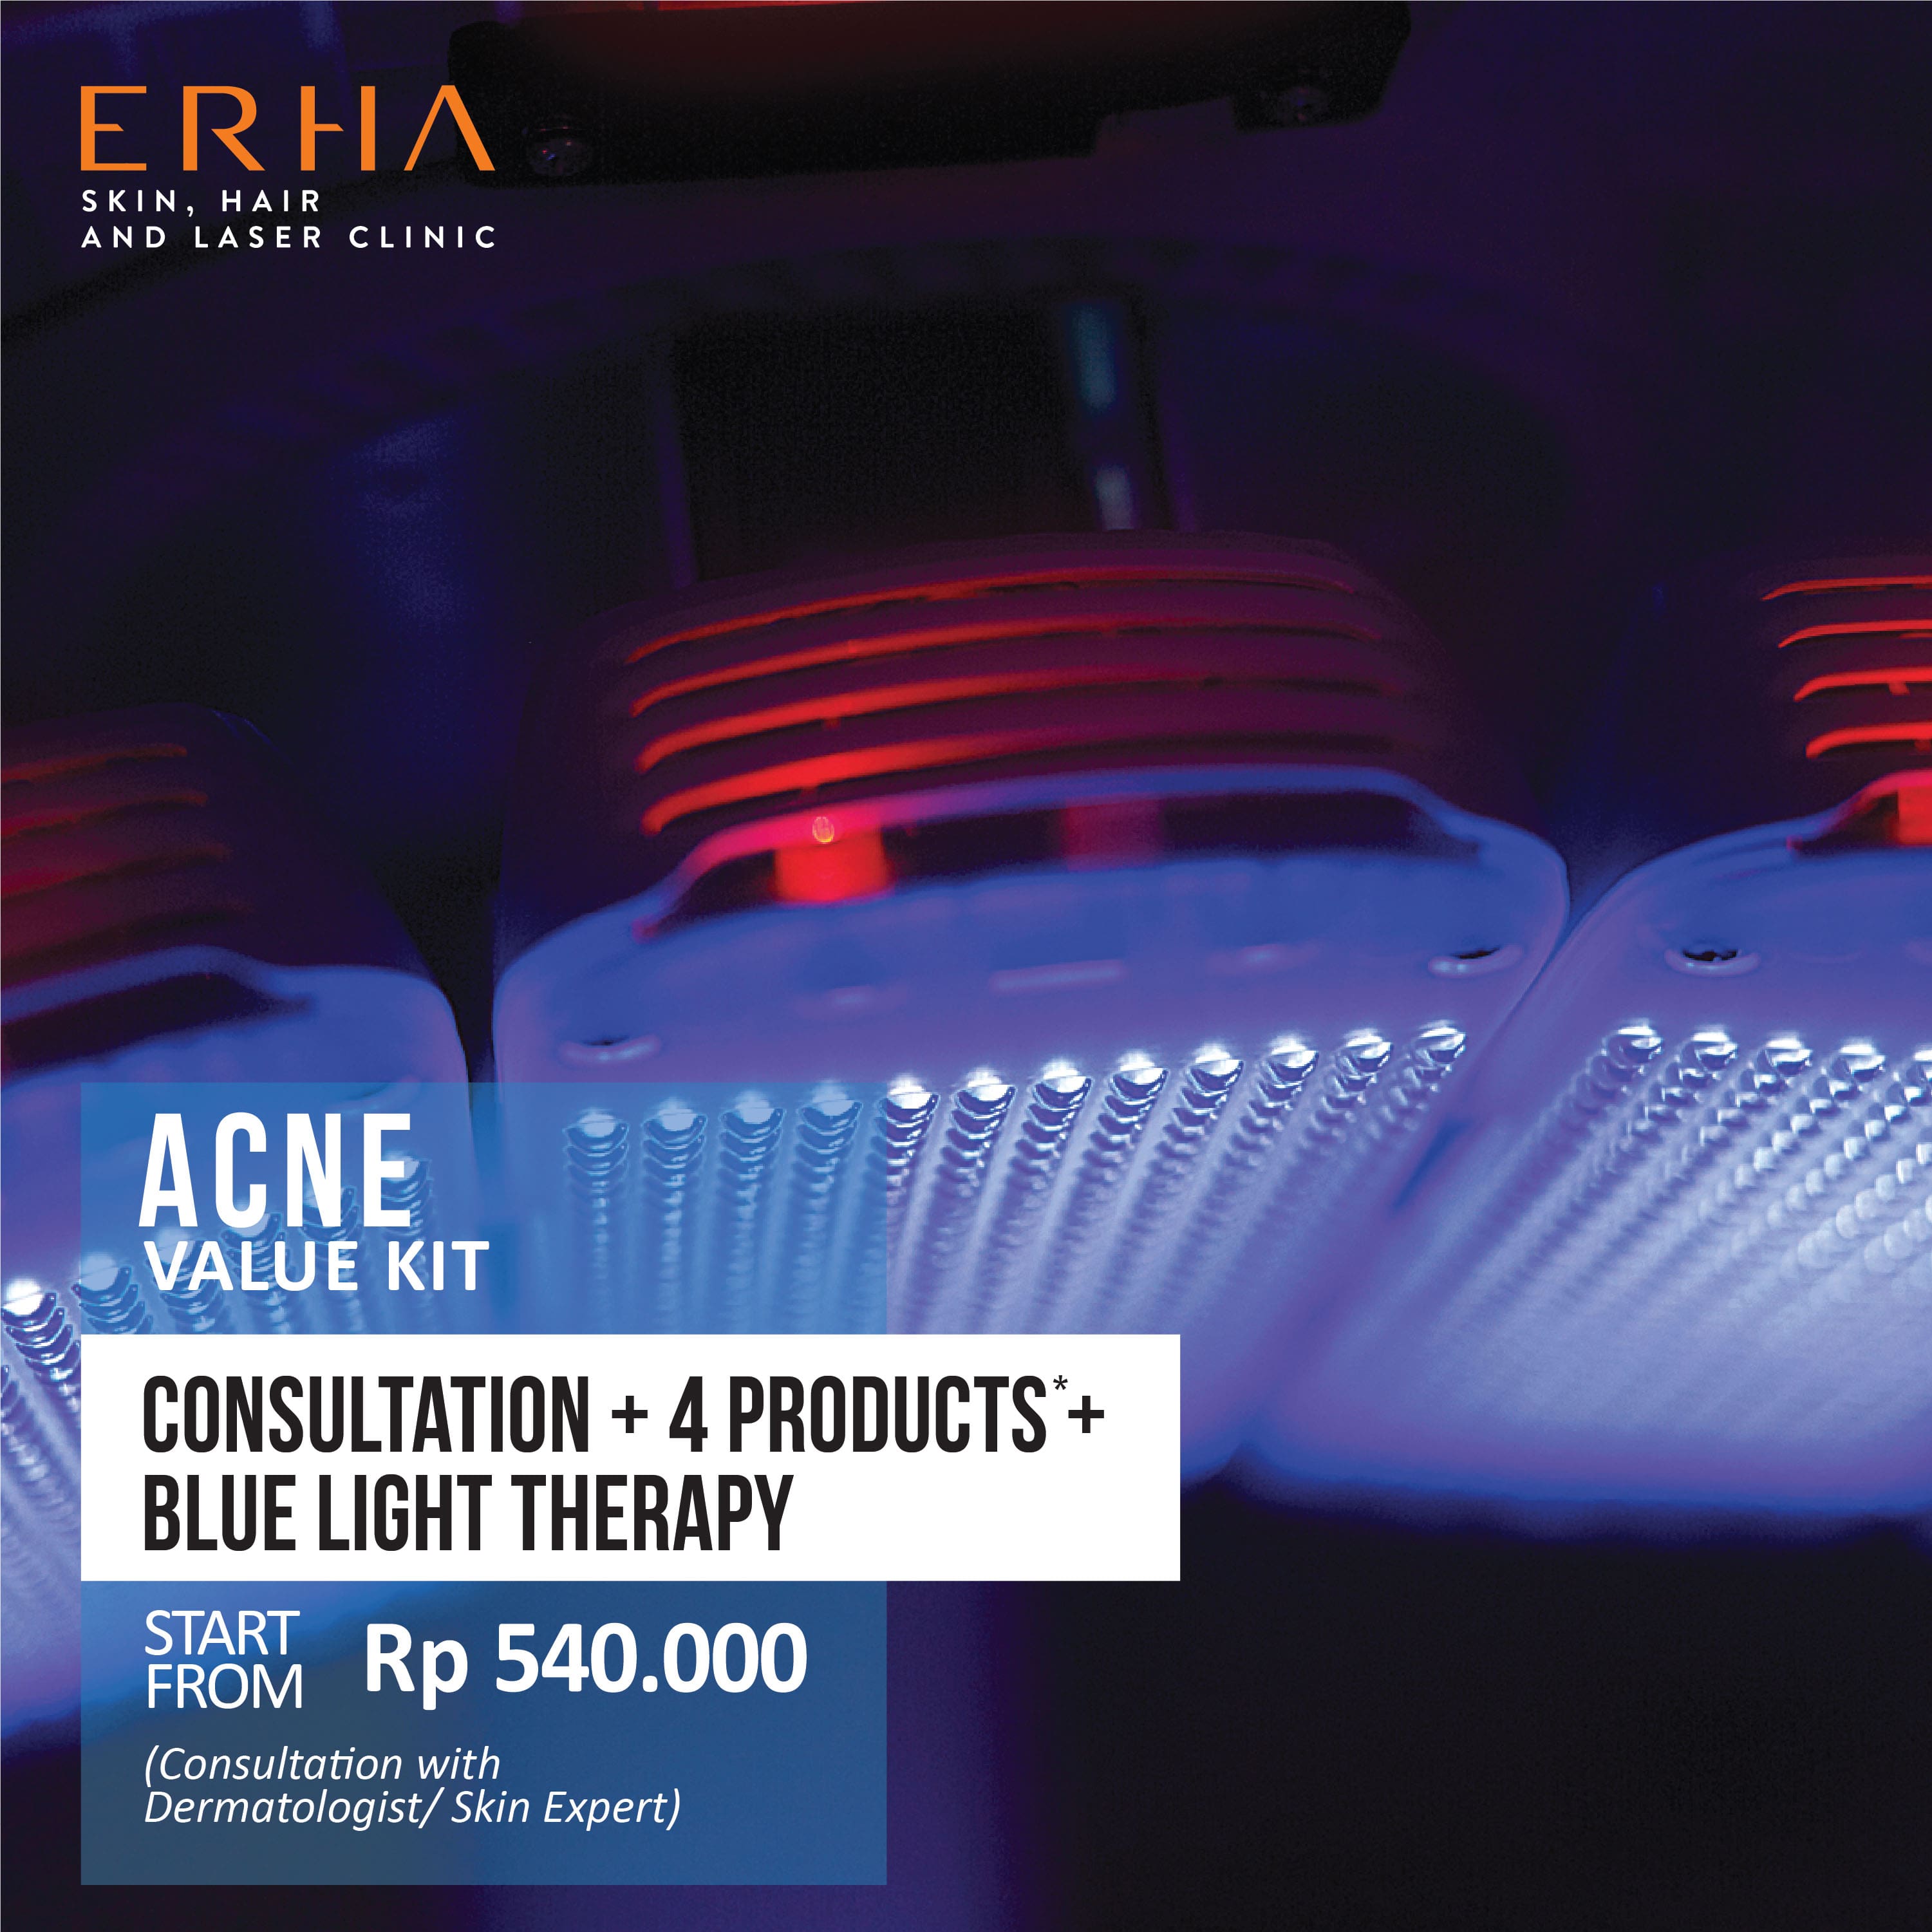 ERHA
SKIN, HAIR
AND LASER CLINIC
ACNE
VALUE KIT
CONSULTATION + 4 PRODUCTS*+
BLUE LIGHT THERAPY
START
FROM
Rp 540.000
(Consultation with
Dermatologist/ Skin Expert)